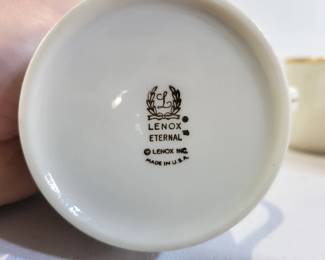 L
LENOX
ETERNAL
© LENOX INC.
MADE IN U.S.A.